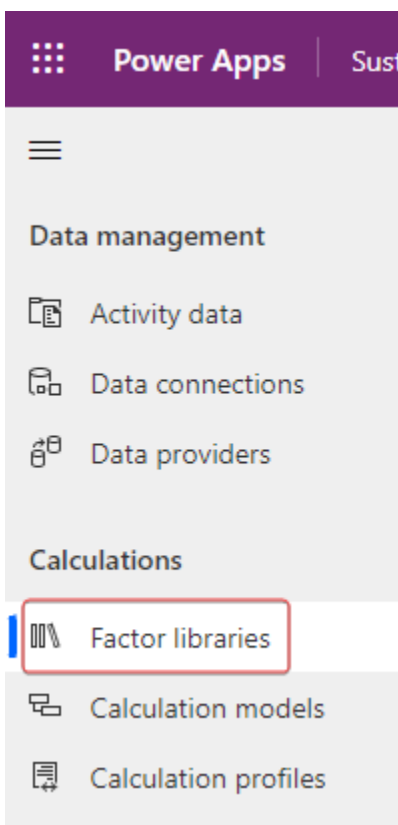 Power Apps
Data management
Activity data
Data connections
Data providers
Calculations
Factor libraries
Calculation models
Calculation profiles